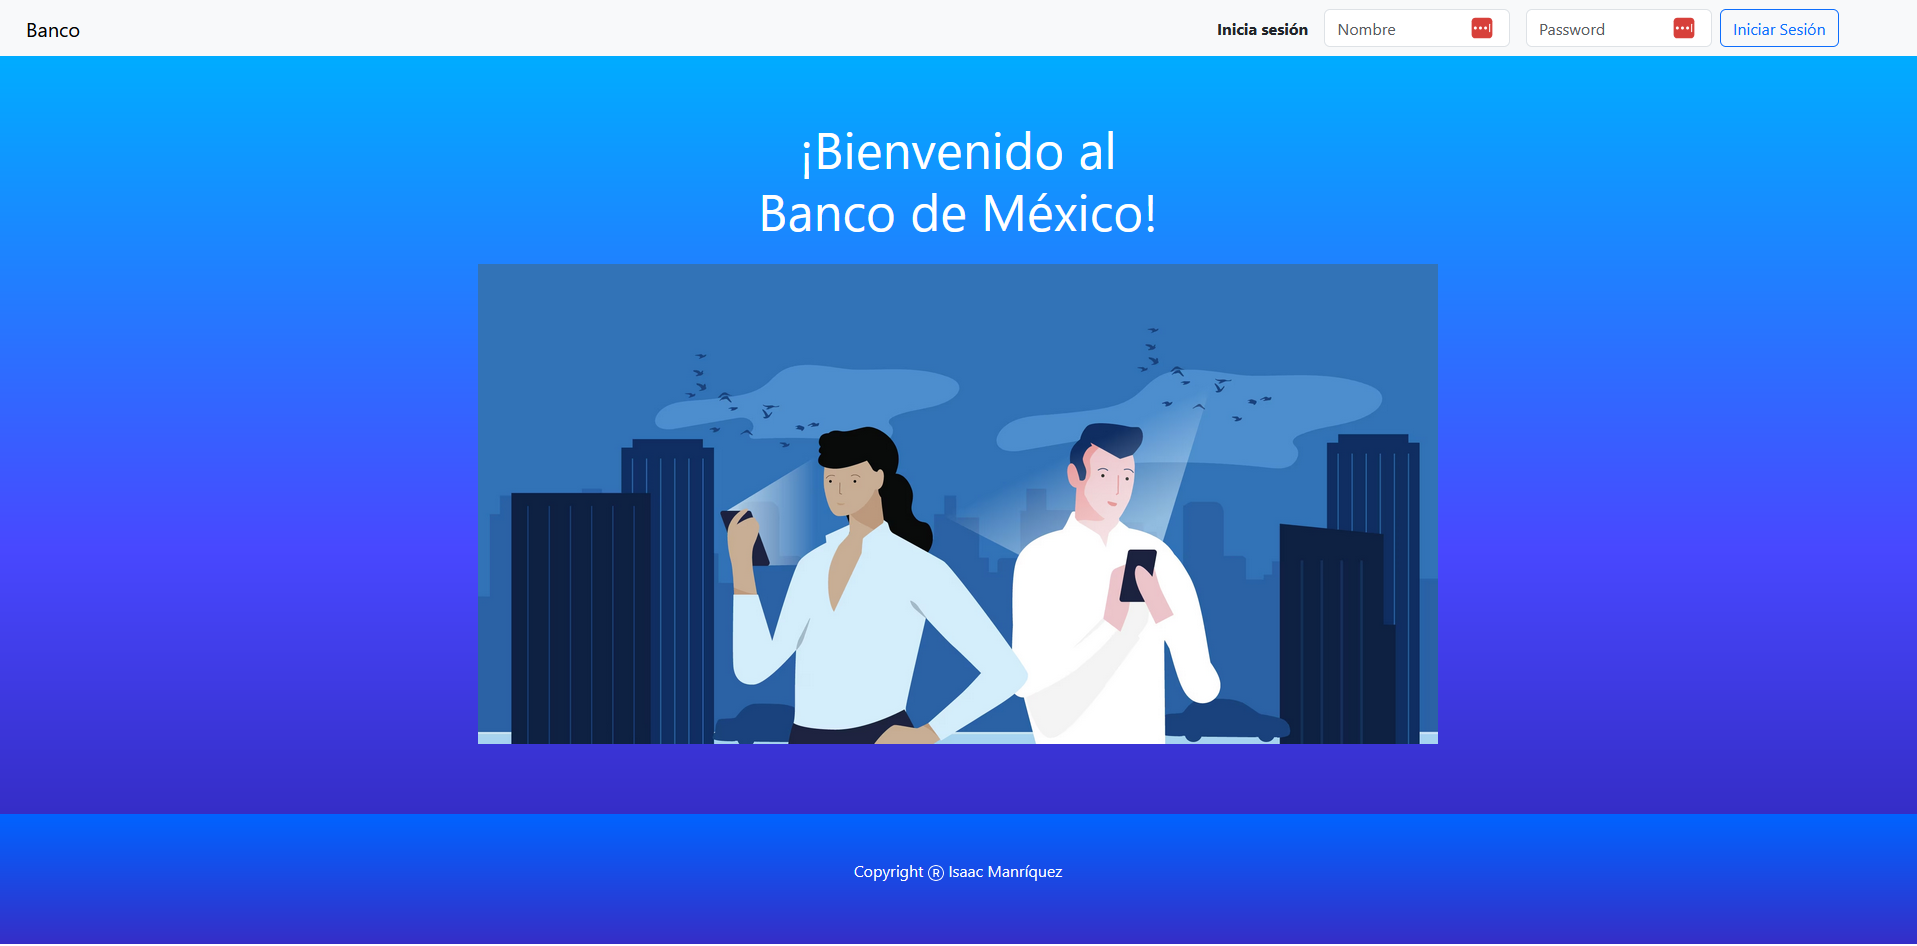 Banco
Inicia sesión
Nombre
Password
Iniciar Sesión
¡Bienvenido al
Banco de México!
Copyright Ⓡ Isaac Manríquez